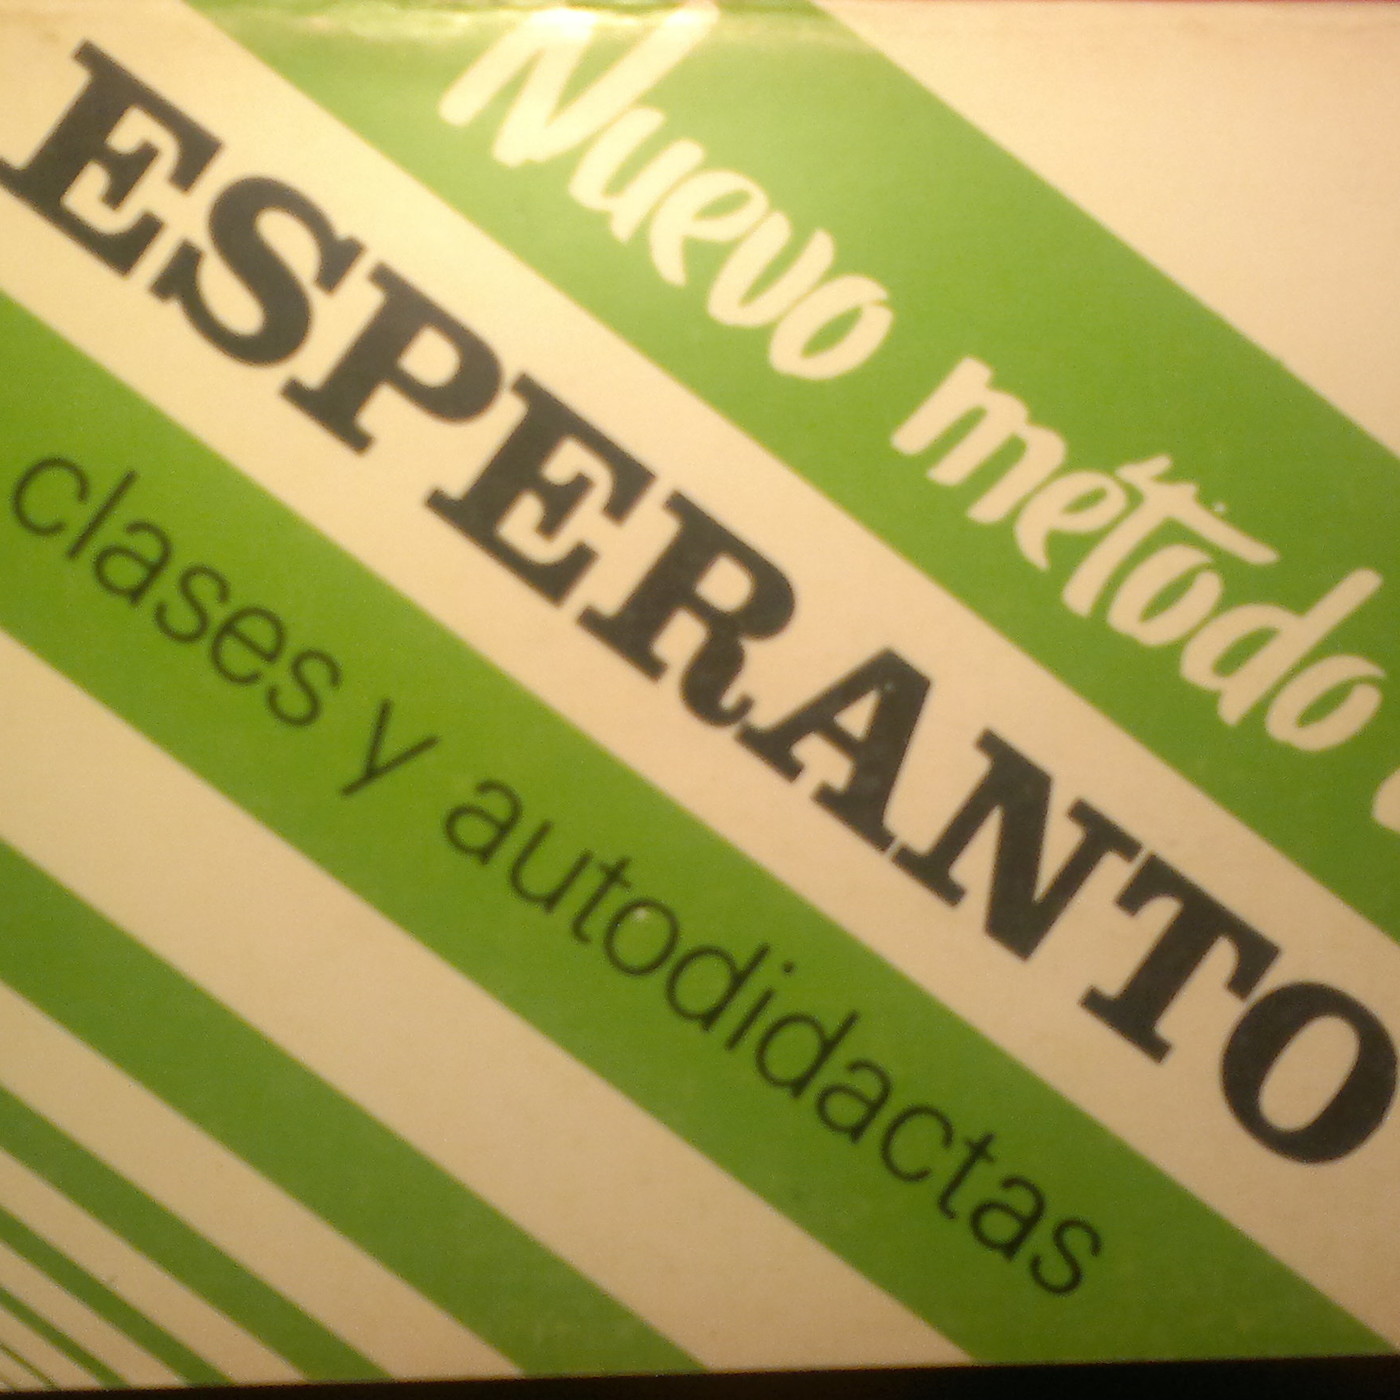 Nuevo método
ESPERANTO
clases y autodidactas